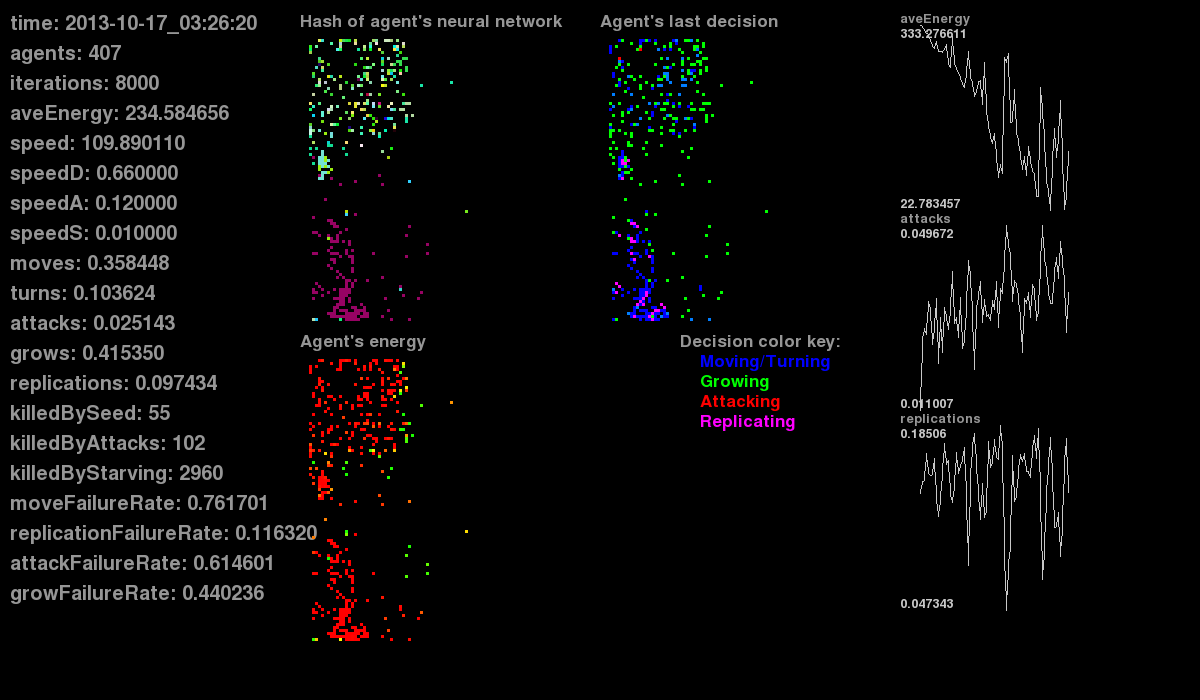 time: 2013-10-17_03:26:20
agents: 407
iterations: 8000
aveEnergy: 234.584656
speed: 109.890110
speedD: 0.660000
speedA: 0.120000
speedS: 0.010000
moves: 0.358448
turns: 0.103624
attacks: 0.025143
grows: 0.415350
replications: 0.097434
killedBySeed: 55
killedByAttacks: 102
killedByStarving: 2960
moveFailureRate: 0.761701
replicationFailureRate: 0.116320
attackFailureRate: 0.614601
growFailureRate: 0.440236
Hash of agent's neural network
Agent's last decision
Agent's energy
Decision color key:
Moving/Turning
Growing
Attacking
Replicating
aveEnergy
333.276611
22.783457
attacks
0.049672
0.011007
replications
0.18506
0.047343